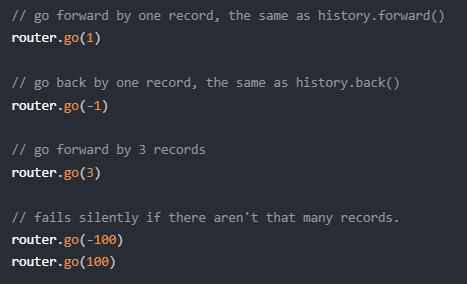 // go forward by one record, the same as history.forward()
router.go(1)
// go back by one record, the same as history.back()
router.go(-1)
// go forward by 3 records
router.go(3)
// fails silently if there aren't that many records.
router.go(-100)
router.go(100)